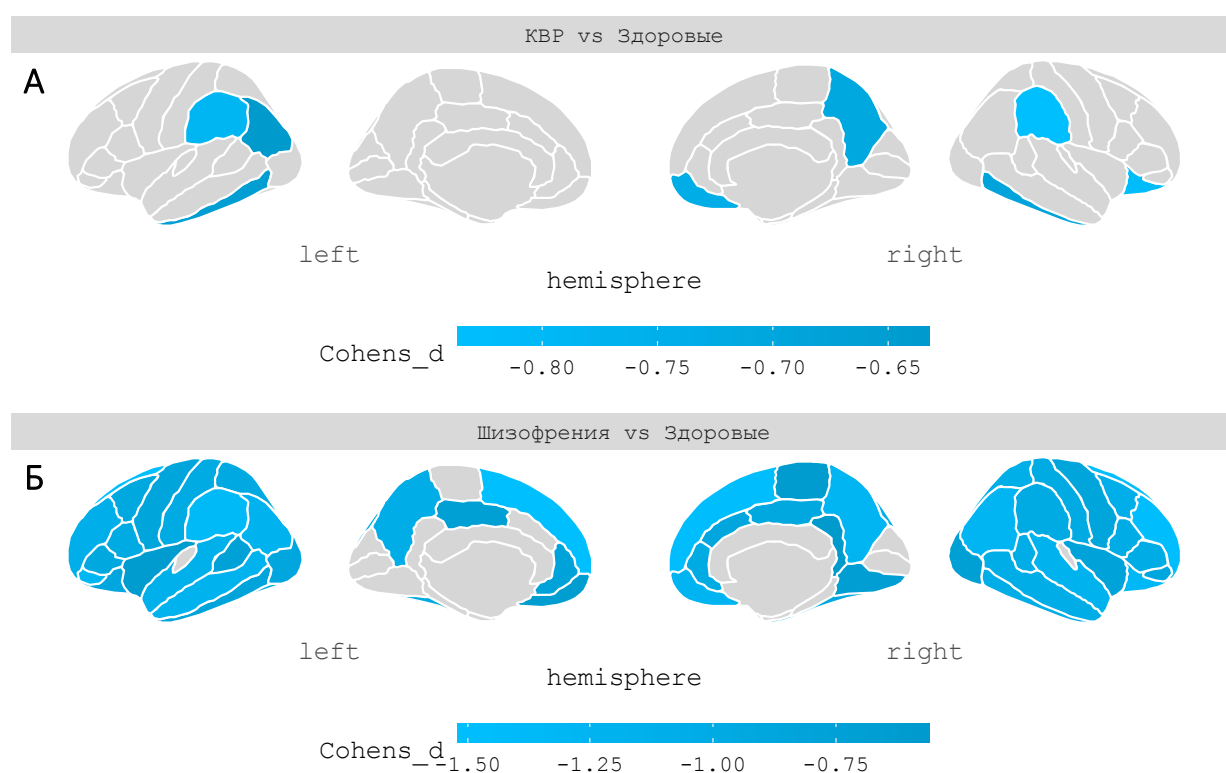 КВР vs Здоровые
А
left right
hemisphere
Cohens_d
-0.80 -0.75 -0.70 -0.65
Шизофрения vs Здоровые
Б
left right
hemisphere
Cohens_d
-1.50 -1.25 -1.00 -0.75